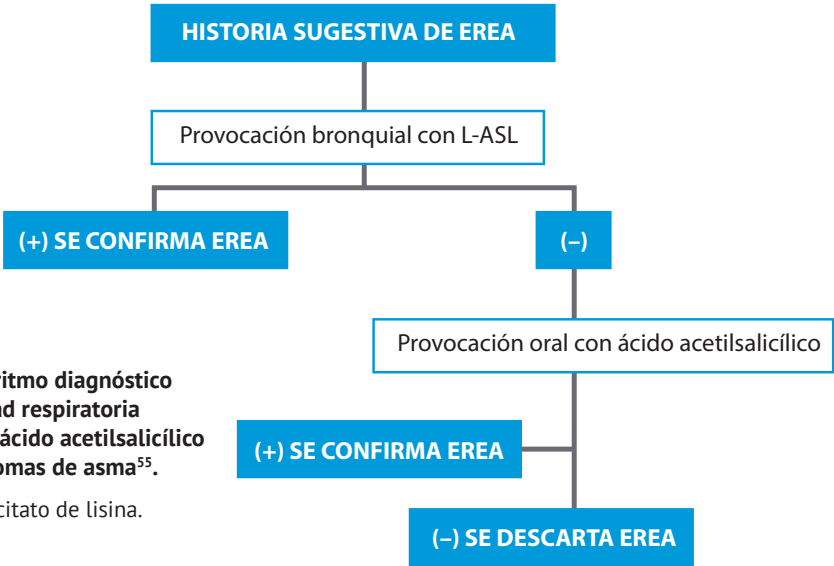 HISTORIA SUGESTIVA DE EREA
Provocación bronquial con L-ASL
(+) SE CONFIRMA EREA
(–)
Provocación oral con ácido acetilsalicílico
ritmo diagnóstico
ad respiratoria
ácido acetilsalicílico
omas de asma⁵⁵.
citato de lisina.
(+) SE CONFIRMA EREA
(–) SE DESCARTA EREA